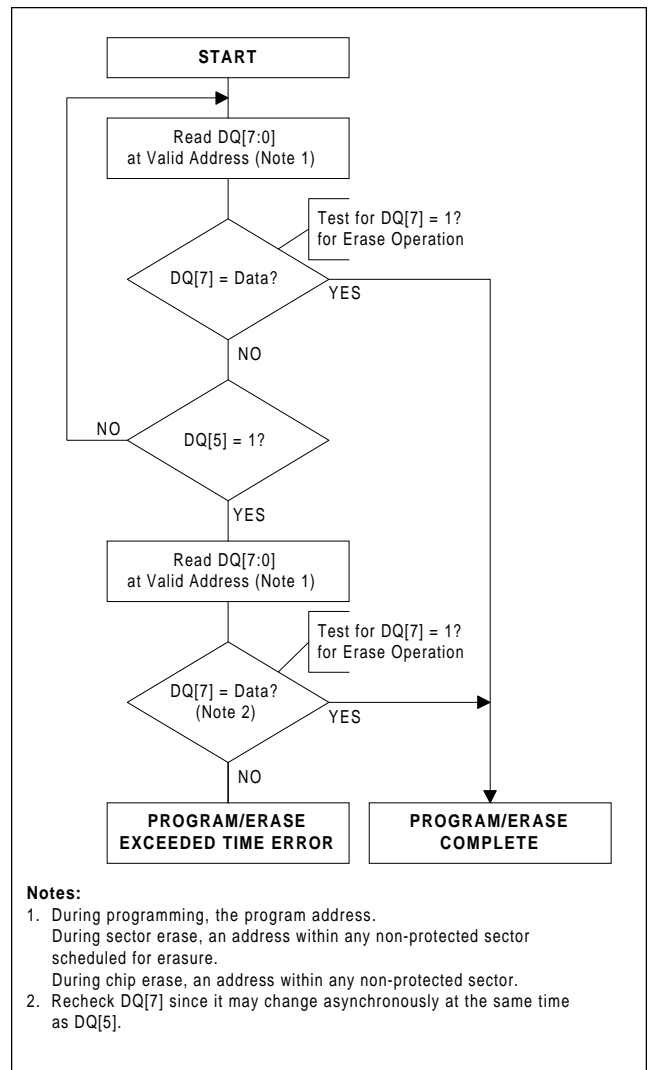 START
Read DQ[7:0]
at Valid Address (Note 1)
Test for DQ[7] = 1?
for Erase Operation
DQ[7] = Data?
YES
NO
NO
DQ[5] = 1?
YES
Read DQ[7:0]
at Valid Address (Note 1)
Test for DQ[7] = 1?
for Erase Operation
DQ[7] = Data?
(Note 2)
YES
NO
PROGRAM/ERASE
EXCEEDED TIME ERROR
PROGRAM/ERASE
COMPLETE
Notes:
1. During programming, the program address.
During sector erase, an address within any non-protected sector
scheduled for erasure.
During chip erase, an address within any non-protected sector.
2. Recheck DQ[7] since it may change asynchronously at the same time
as DQ[5].